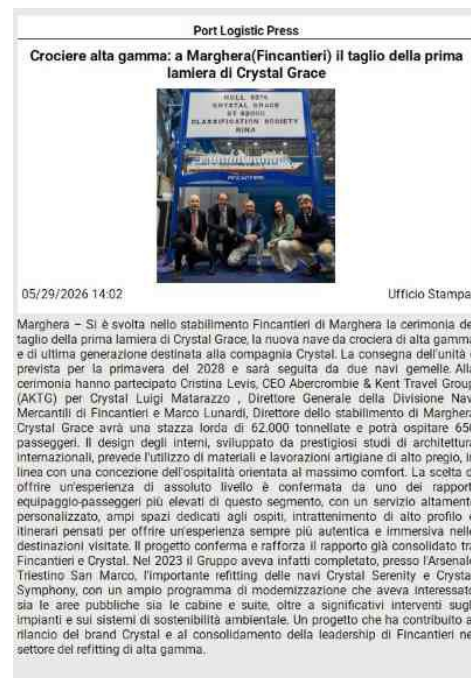 Port Logistic Press
Crociere alta gamma: a Marghera(Fincantieri) il taglio della prima
lamiera di Crystal Grace
HULL
CRYSTAL GRACE
GT 62000
CLASSIFICATION SOCIETY
RINA
FINCANTIERI
05/29/2026 14:02
Ufficio Stampa
Marghera – Si è svolta nello stabilimento Fincantieri di Marghera la cerimonia de
taglio della prima lamiera di Crystal Grace, la nuova nave da crociera di alta gamma
e di ultima generazione destinata alla compagnia Crystal. La consegna dell'unità
prevista per la primavera del 2028 e sarà seguita da due navi gemelle. All
cerimonia hanno partecipato Cristina Levis, CEO Abercrombie & Kent Travel Group
(AKTG) per Crystal Luigi Matarazzo , Direttore Generale della Divisione Nav
Mercantili di Fincantieri e Marco Lunardi, Direttore dello stabilimento di Margher
Crystal Grace avrà una stazza lorda di 62.000 tonnellate e potrà ospitare 650
passeggeri. Il design degli interni, sviluppato da prestigiosi studi di architettura
internazionali, prevede l'utilizzo di materiali e lavorazioni artigiane di alto pregio, in
linea con una concezione dell'ospitalità orientata al massimo comfort. La scelta d
offrire un'esperienza di assoluto livello è confermata da uno dei rapport
equipaggio-passeggeri più elevati di questo segmento, con un servizio altamente
personalizzato, ampi spazi dedicati agli ospiti, intrattenimento di alto profilo e
itinerari pensati per offrire un'esperienza sempre più autentica e immersiva nelle
destinazioni visitate. Il progetto conferma e rafforza il rapporto già consolidato tra
Fincantieri e Crystal. Nel 2023 il Gruppo aveva infatti completato, presso l'Arsenale
Triestino San Marco, l'importante refitting delle navi Crystal Serenity e Crysta
Symphony, con un ampio programma di modernizzazione che aveva interessato
sia le aree pubbliche sia le cabine e suite, oltre a significativi interventi sugl
impianti e sui sistemi di sostenibilità ambientale. Un progetto che ha contribuito a
rilancio del brand Crystal e al consolidamento della leadership di Fincantieri ne
settore del refitting di alta gamma.